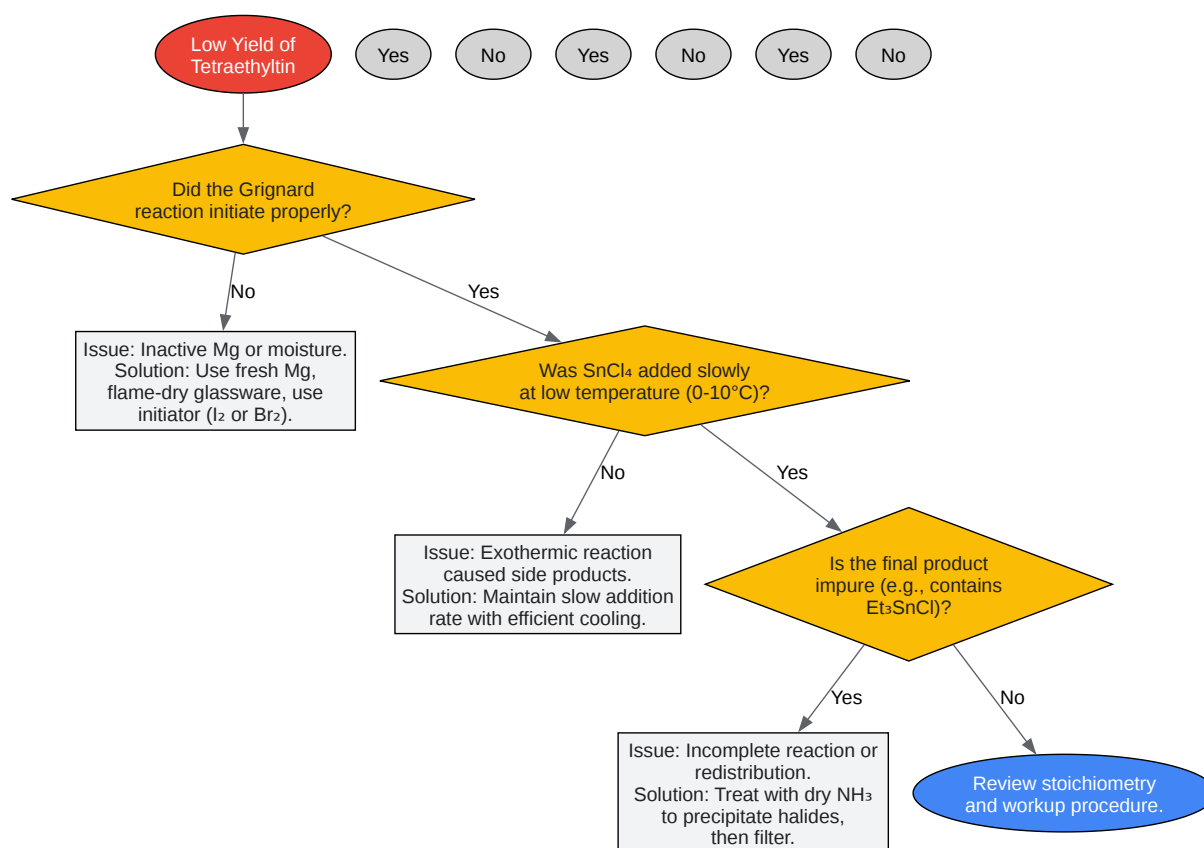 Low Yield of
Tetraethyltin
Yes
No
Yes
No
Yes
No
Did the Grignard
reaction initiate properly?
No
Yes
Issue: Inactive Mg or moisture.
Solution: Use fresh Mg,
flame-dry glassware, use
initiator (I₂ or Br₂).
Was SnCl₄ added slowly
at low temperature (0-10°C)?
No
Yes
Issue: Exothermic reaction
caused side products.
Solution: Maintain slow addition
rate with efficient cooling.
Is the final product
impure (e.g., contains
Et₃SnCl)?
Yes
No
Issue: Incomplete reaction or
redistribution.
Solution: Treat with dry NH₃
to precipitate halides,
then filter.
Review stoichiometry
and workup procedure.